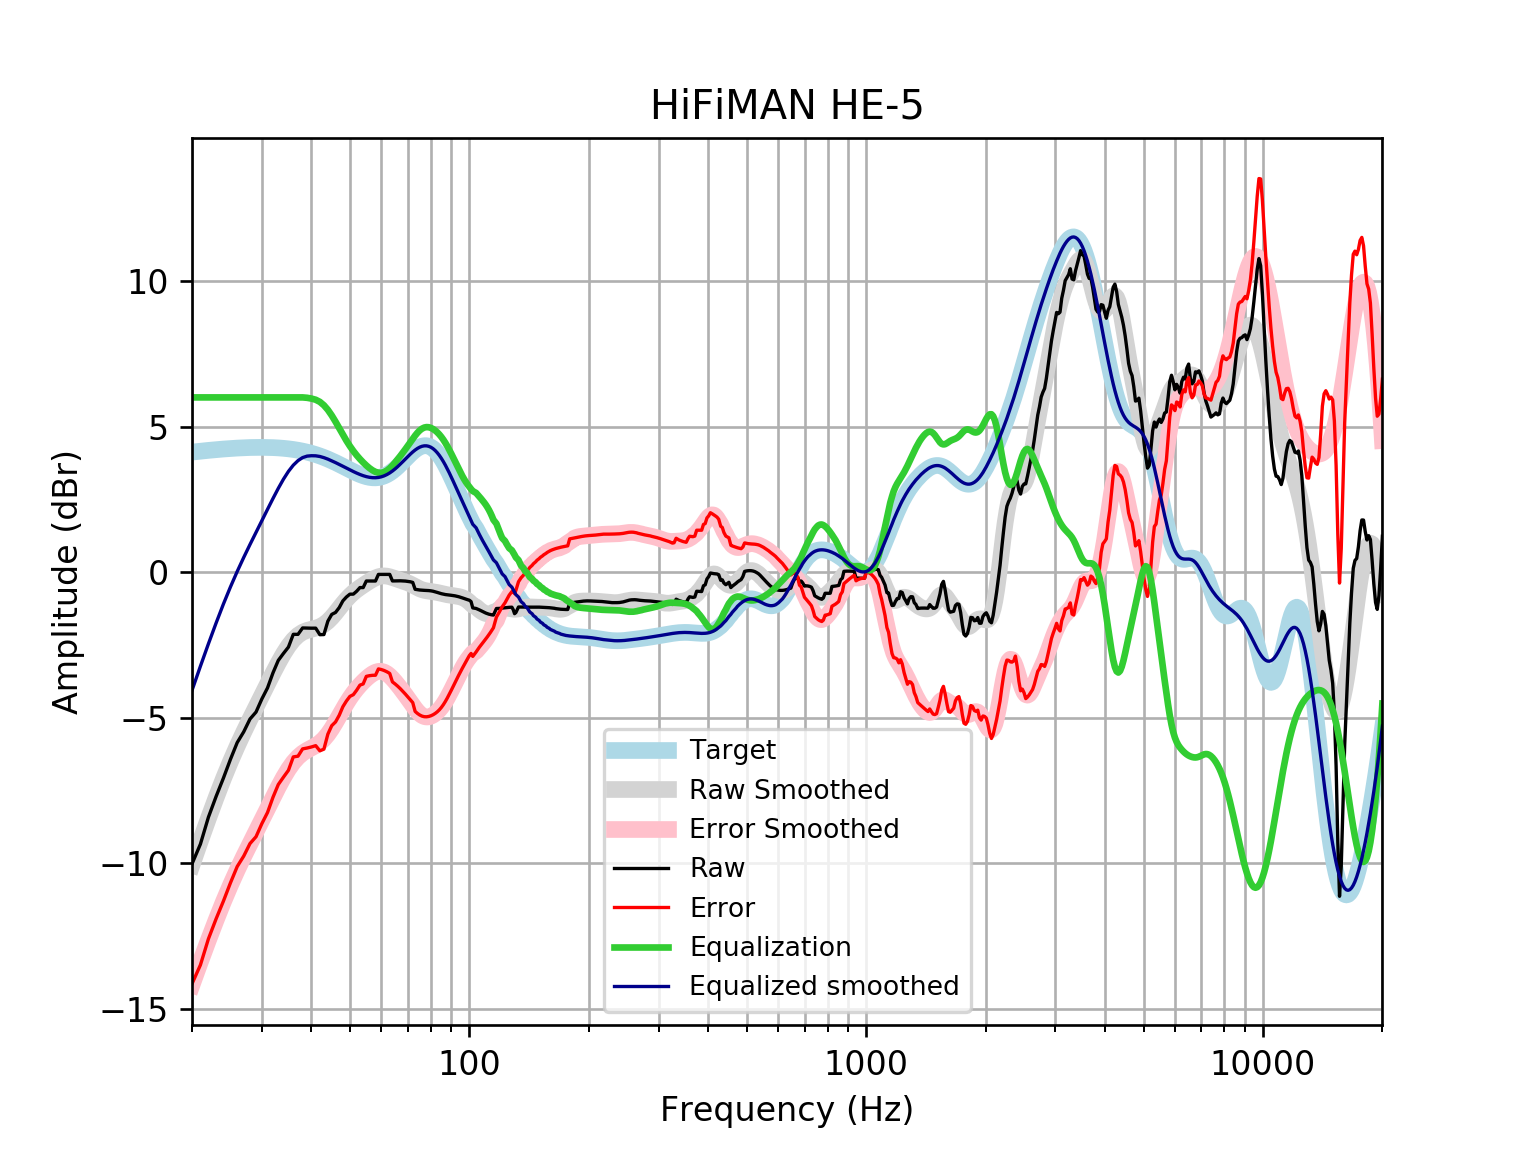 HiFiMAN HE-5
10
5
0
−5
−10
−15
Amplitude (dBr)
Target
Raw Smoothed
Error Smoothed
Raw
Error
Equalization
Equalized smoothed
100
1000
10000
Frequency (Hz)